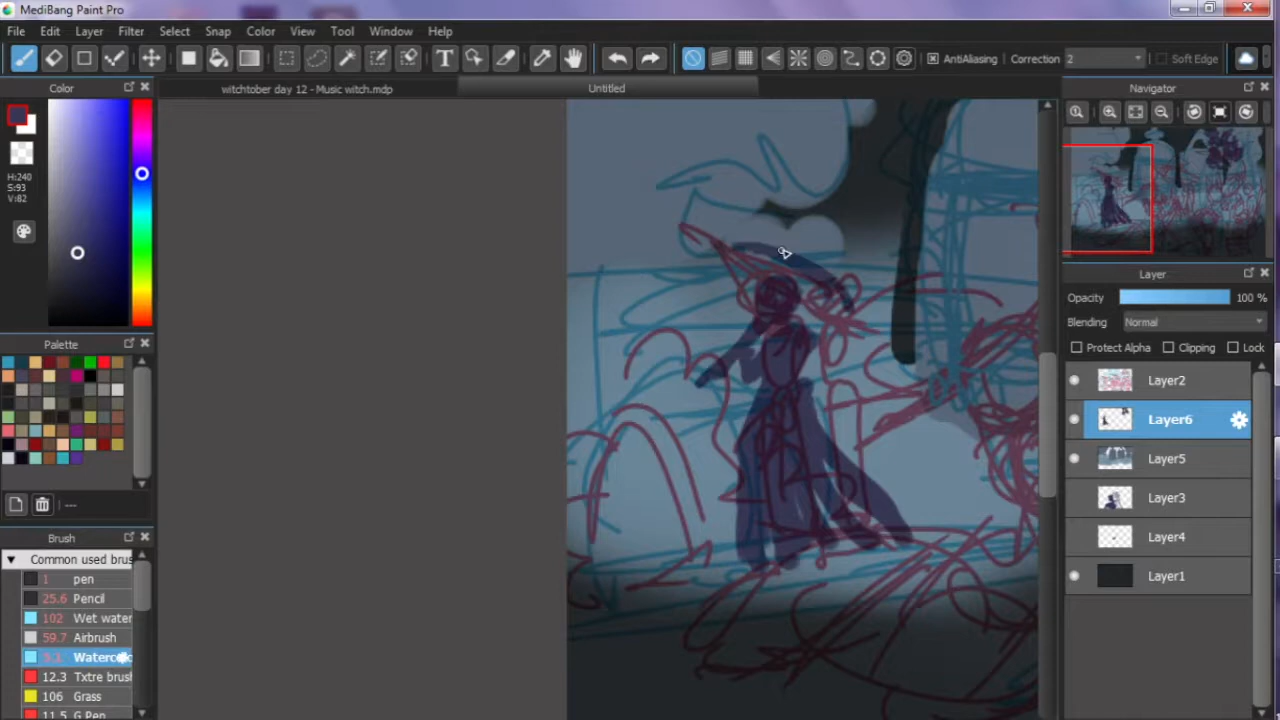 MediBang Paint Pro
File Edit Layer Filter Select Snap Color View Tool Window Help
T AntiAliasing Correction 2 Soft Edge
Color witchtober day 12 - Music witch.mdp Untitled Navigator
H:240
S:93
V:82
Layer
Opacity 100 %
Blending Normal
Protect Alpha Clipping Lock
Palette
Layer2
Layer6
Layer5
Layer3
Layer4
Layer1
---
Brush
Common used brus
1 pen
25.6 Pencil
102 Wet water
59.7 Airbrush
12.3 Txtre brush
106 Grass
11.5 G Pen